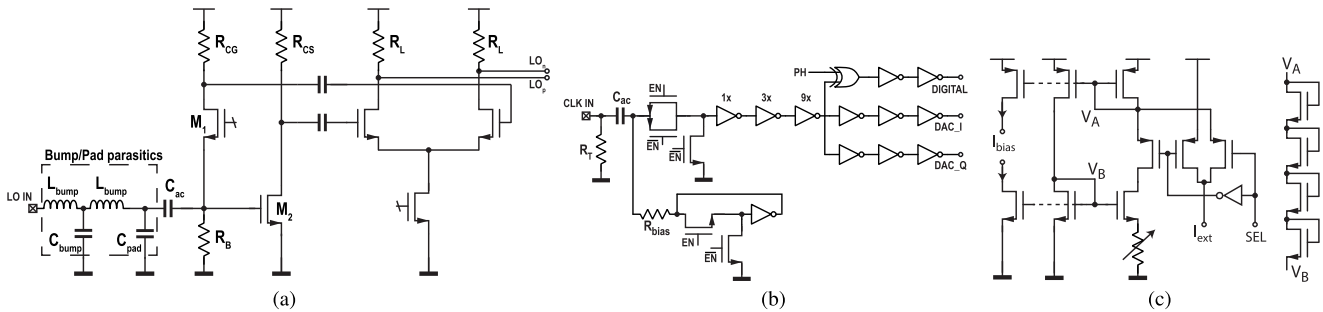 R_CG
R_CS
R_L
R_L
LO_n
LO_p
M_1
Bump/Pad parasitics
L_bump
L_bump
C_ac
LO IN
M_2
C_bump
C_pad
R_B
(a)
PH
DIGITAL
EN
C_ac
1x
3x
9x
CLK IN
DAC_I
R_T
EN
EN
DAC_Q
R_bias
EN
EN
(b)
V_A
V_A
I_bias
V_B
I_ext
SEL
V_B
(c)